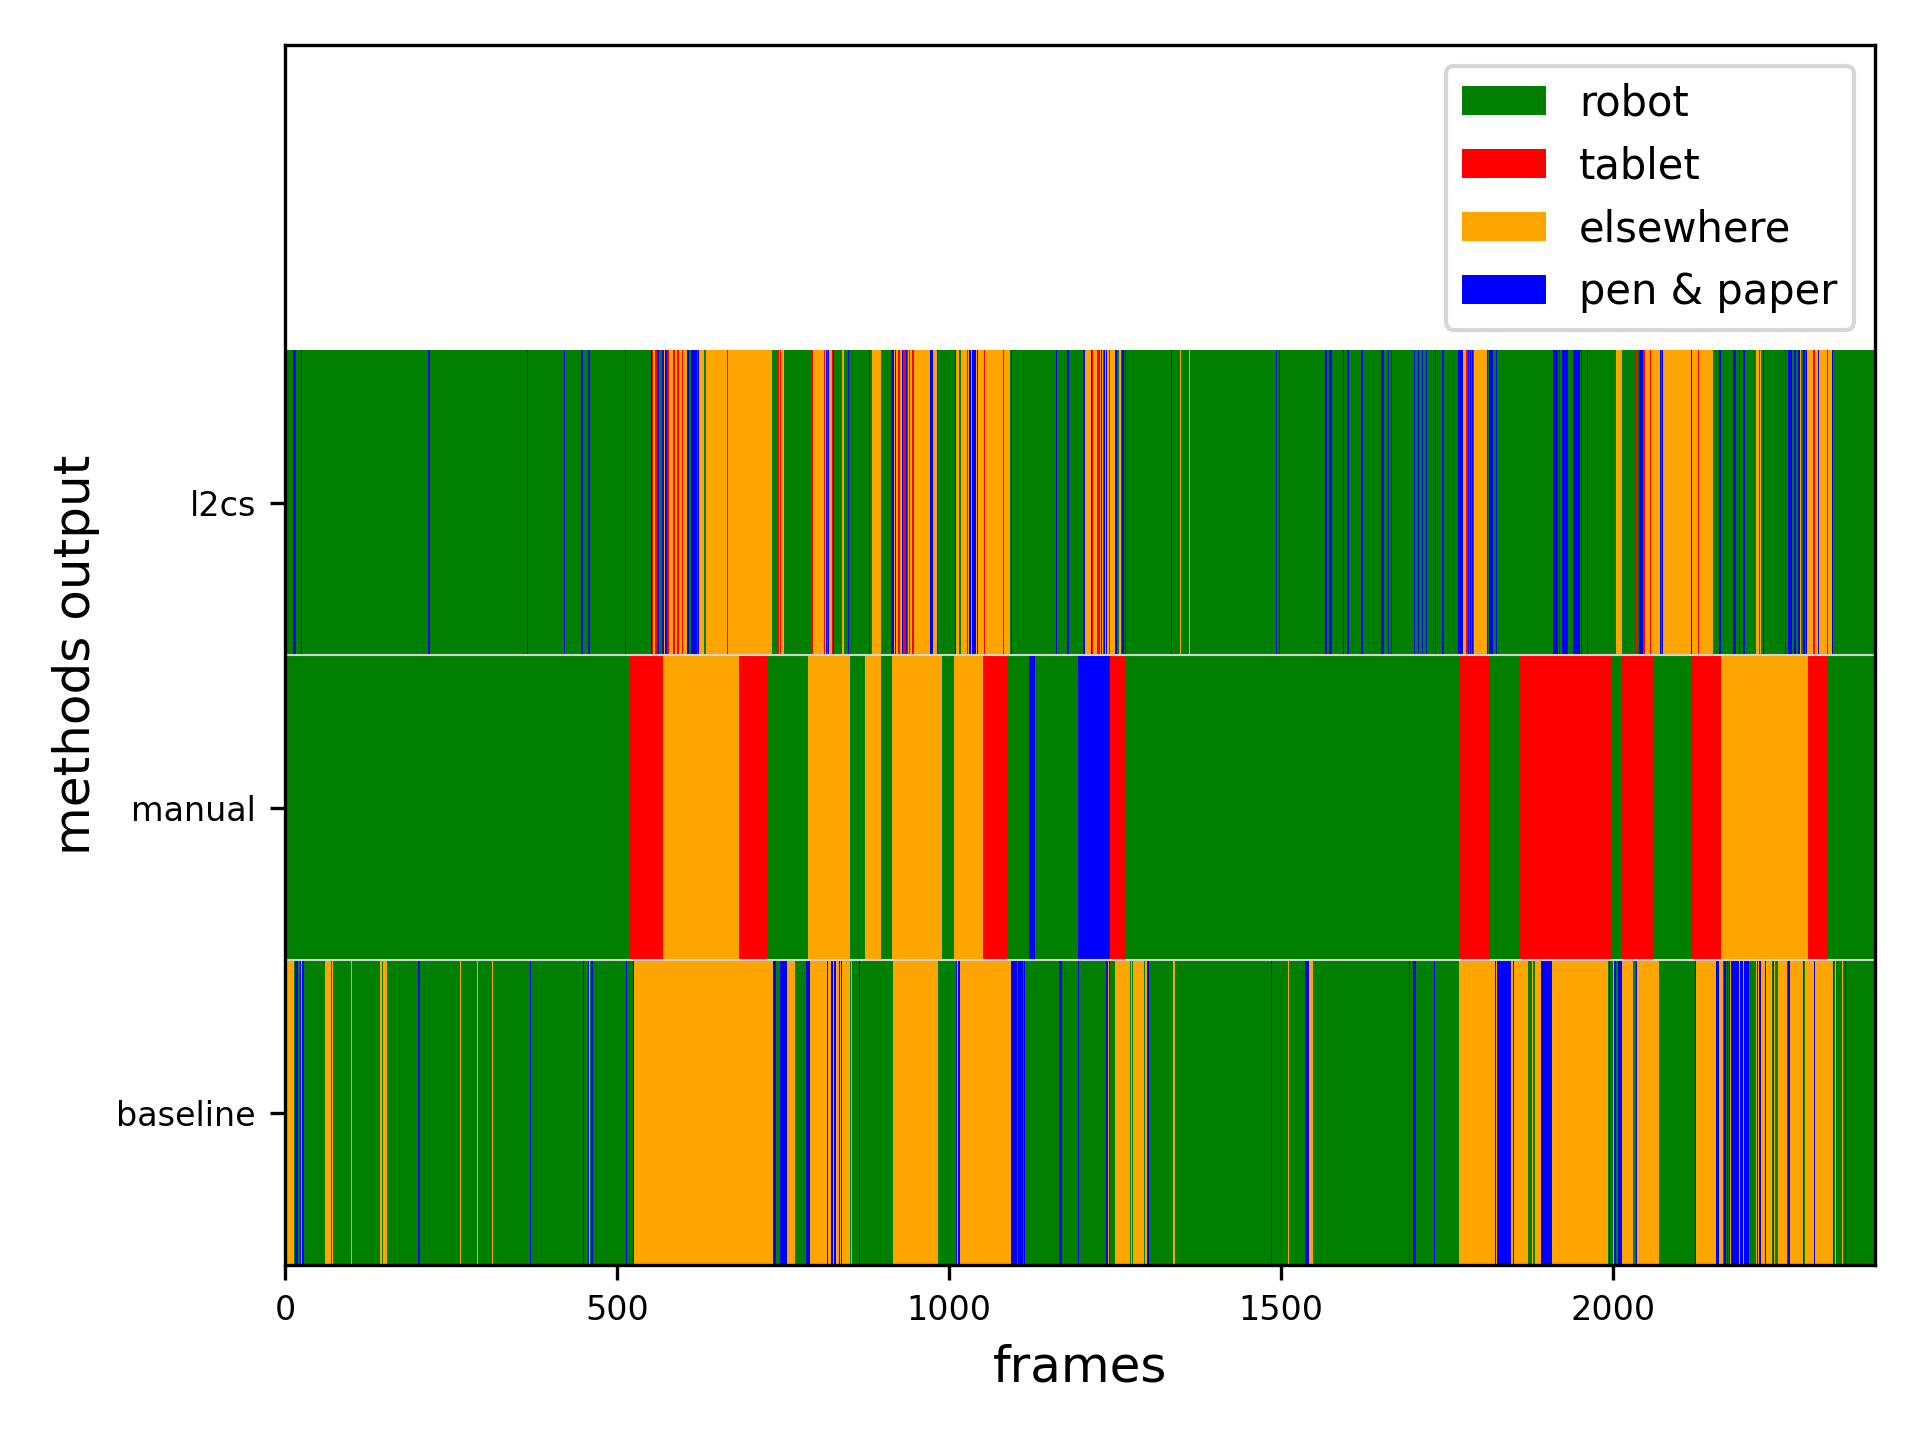 robot
tablet
elsewhere
pen & paper
methods output
l2cs
manual
baseline
0 500 1000 1500 2000
frames